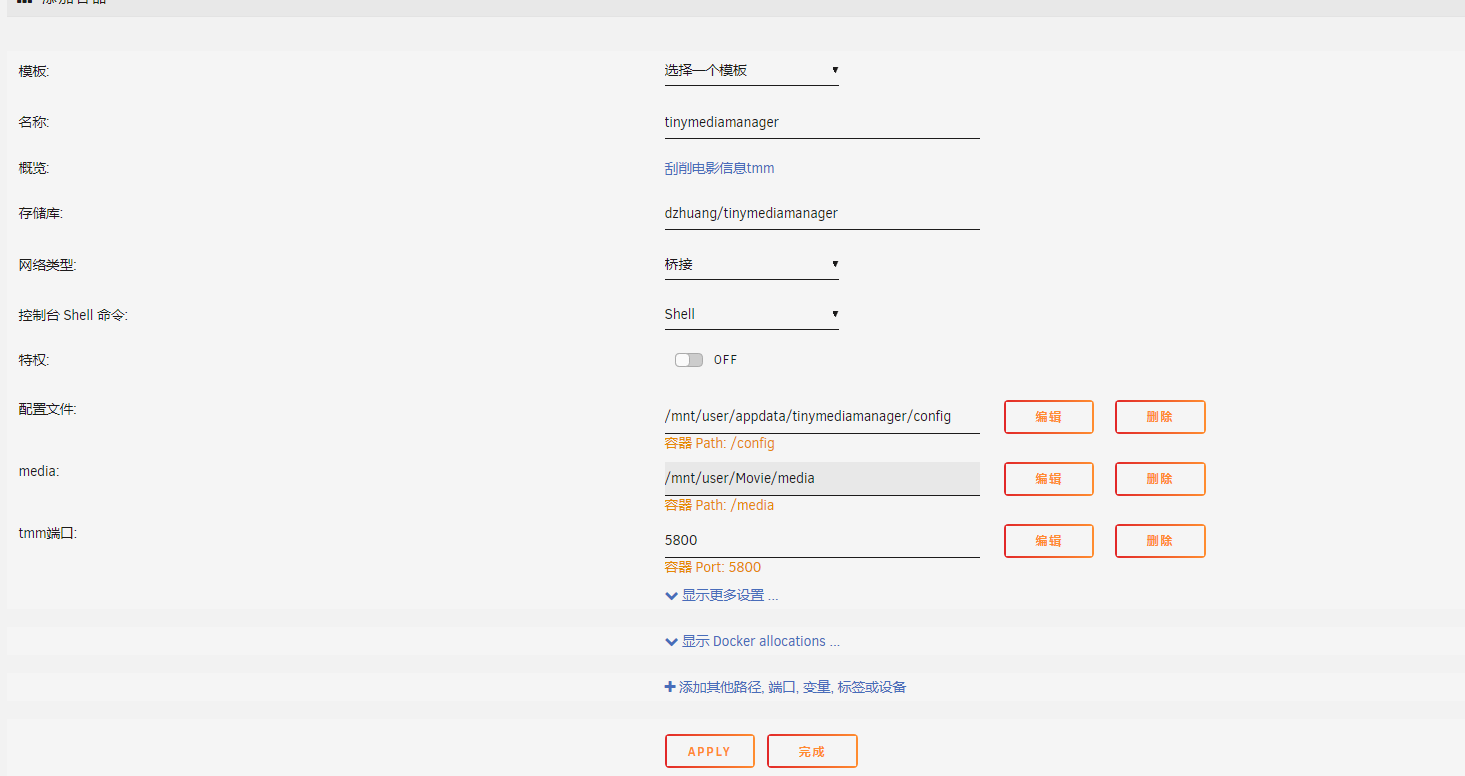 添加容器
模板: 选择一个模板
名称: tinymediamanager
概览: 刮削电影信息tmm
存储库: dzhuang/tinymediamanager
网络类型: 桥接
控制台 Shell 命令: Shell
特权: OFF
配置文件: /mnt/user/appdata/tinymediamanager/config 编辑 删除
容器 Path: /config
media: /mnt/user/Movie/media 编辑 删除
容器 Path: /media
tmm端口: 5800 编辑 删除
容器 Port: 5800
显示更多设置 ...
显示 Docker allocations ...
添加其他路径, 端口, 变量, 标签或设备
APPLY 完成